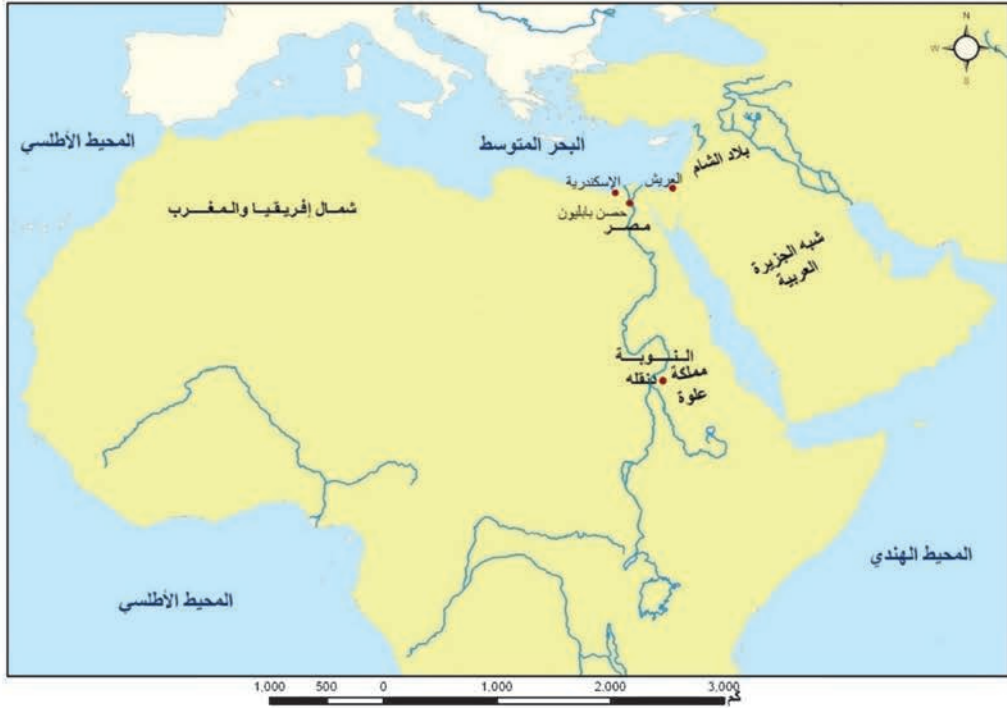 N
W
S
المحيط الأطلسي
البحر المتوسط
بلاد الشام
العريش
الإسكندرية
حصن بابليون
مصر
شمال إفريقيا والمغرب
شبه الجزيرة
العربية
النوبة
مملكة
دنقله
علوة
المحيط الهندي
المحيط الأطلسي
1,000 500 0 1,000 2,000 3,000 كم